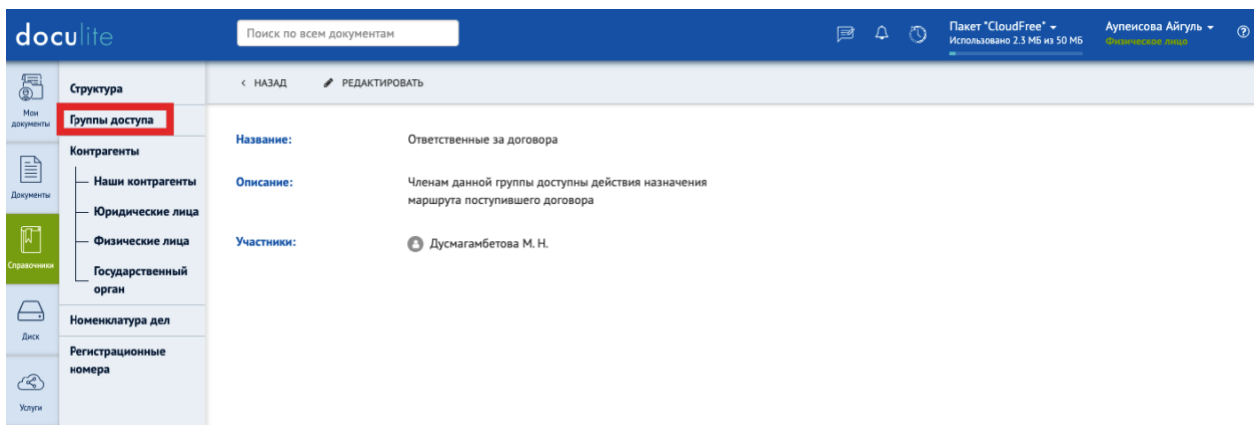 doculite
Поиск по всем документам
Пакет "CloudFree"
Использовано 2.3 МБ из 50 МБ
Аупеисова Айгуль
Физическое лицо
Мои
документы
Документы
Справочники
Диск
Услуги
Структура
Группы доступа
Контрагенты
Наши контрагенты
Юридические лица
Физические лица
Государственный
орган
Номенклатура дел
Регистрационные
номера
НАЗАД
РЕДАКТИРОВАТЬ
Название:
Ответственные за договора
Описание:
Членам данной группы доступны действия назначения
маршрута поступившего договора
Участники:
Дусмагамбетова М. Н.